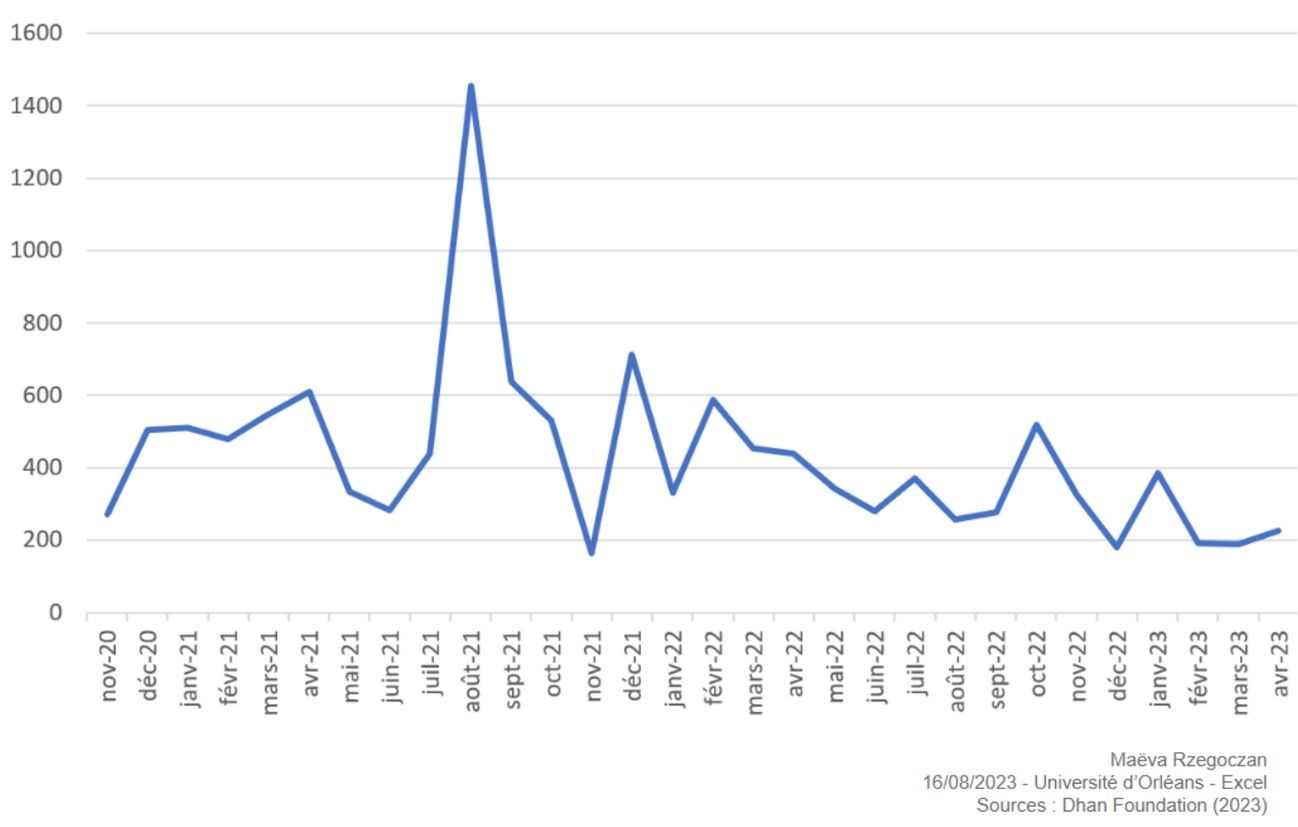 1600
1400
1200
1000
800
600
400
200
0
nov-20
déc-20
janv-21
févr-21
mars-21
avr-21
mai-21
juin-21
juil-21
août-21
sept-21
oct-21
nov-21
déc-21
janv-22
févr-22
mars-22
avr-22
mai-22
juin-22
juil-22
août-22
sept-22
oct-22
nov-22
déc-22
janv-23
févr-23
mars-23
avr-23
Maëva Rzegoczan
16/08/2023 - Université d’Orléans - Excel
Sources : Dhan Foundation (2023)